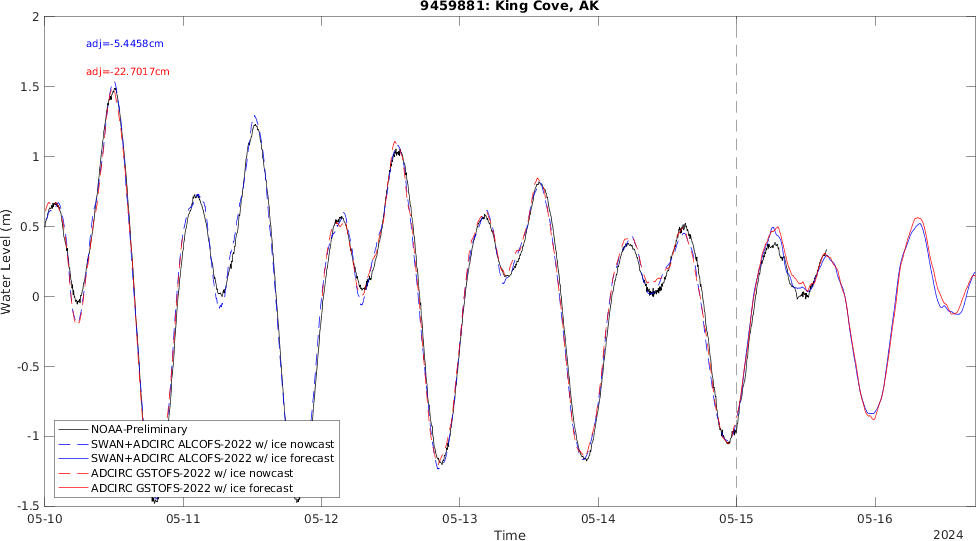 9459881: King Cove, AK
adj=-5.4458cm
adj=-22.7017cm
Water Level (m)
2
1.5
1
0.5
0
-0.5
-1
-1.5
NOAA-Preliminary
SWAN+ADCIRC ALCOFS-2022 w/ ice nowcast
SWAN+ADCIRC ALCOFS-2022 w/ ice forecast
ADCIRC GSTOFS-2022 w/ ice nowcast
ADCIRC GSTOFS-2022 w/ ice forecast
05-10 05-11 05-12 05-13 05-14 05-15 05-16
Time
2024